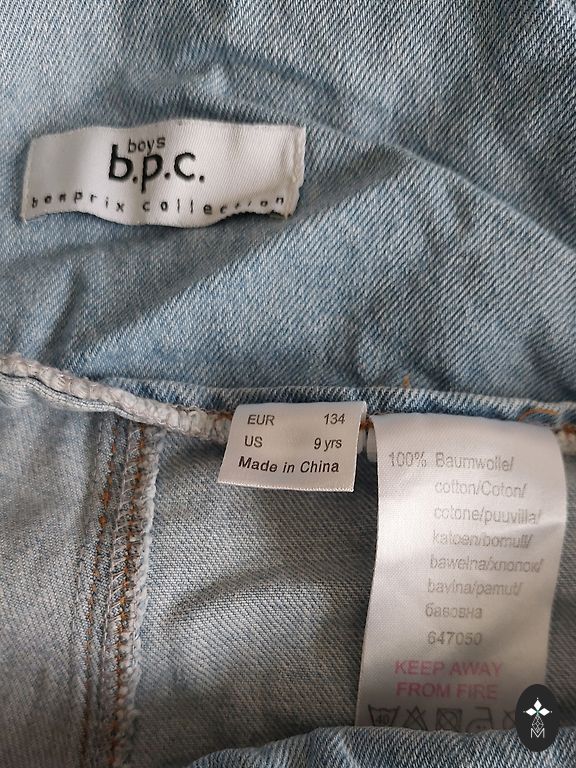 boys
b.p.c.
bonprix collection
EUR 134
US 9 yrs
Made in China
100% Baumwolle/
cotton/Coton/
cotone/puuvilla/
katoen/bomull/
bawełna/хлопок/
bavlna/pamut/
бавовна
647050
KEEP AWAY
FROM FIRE
M